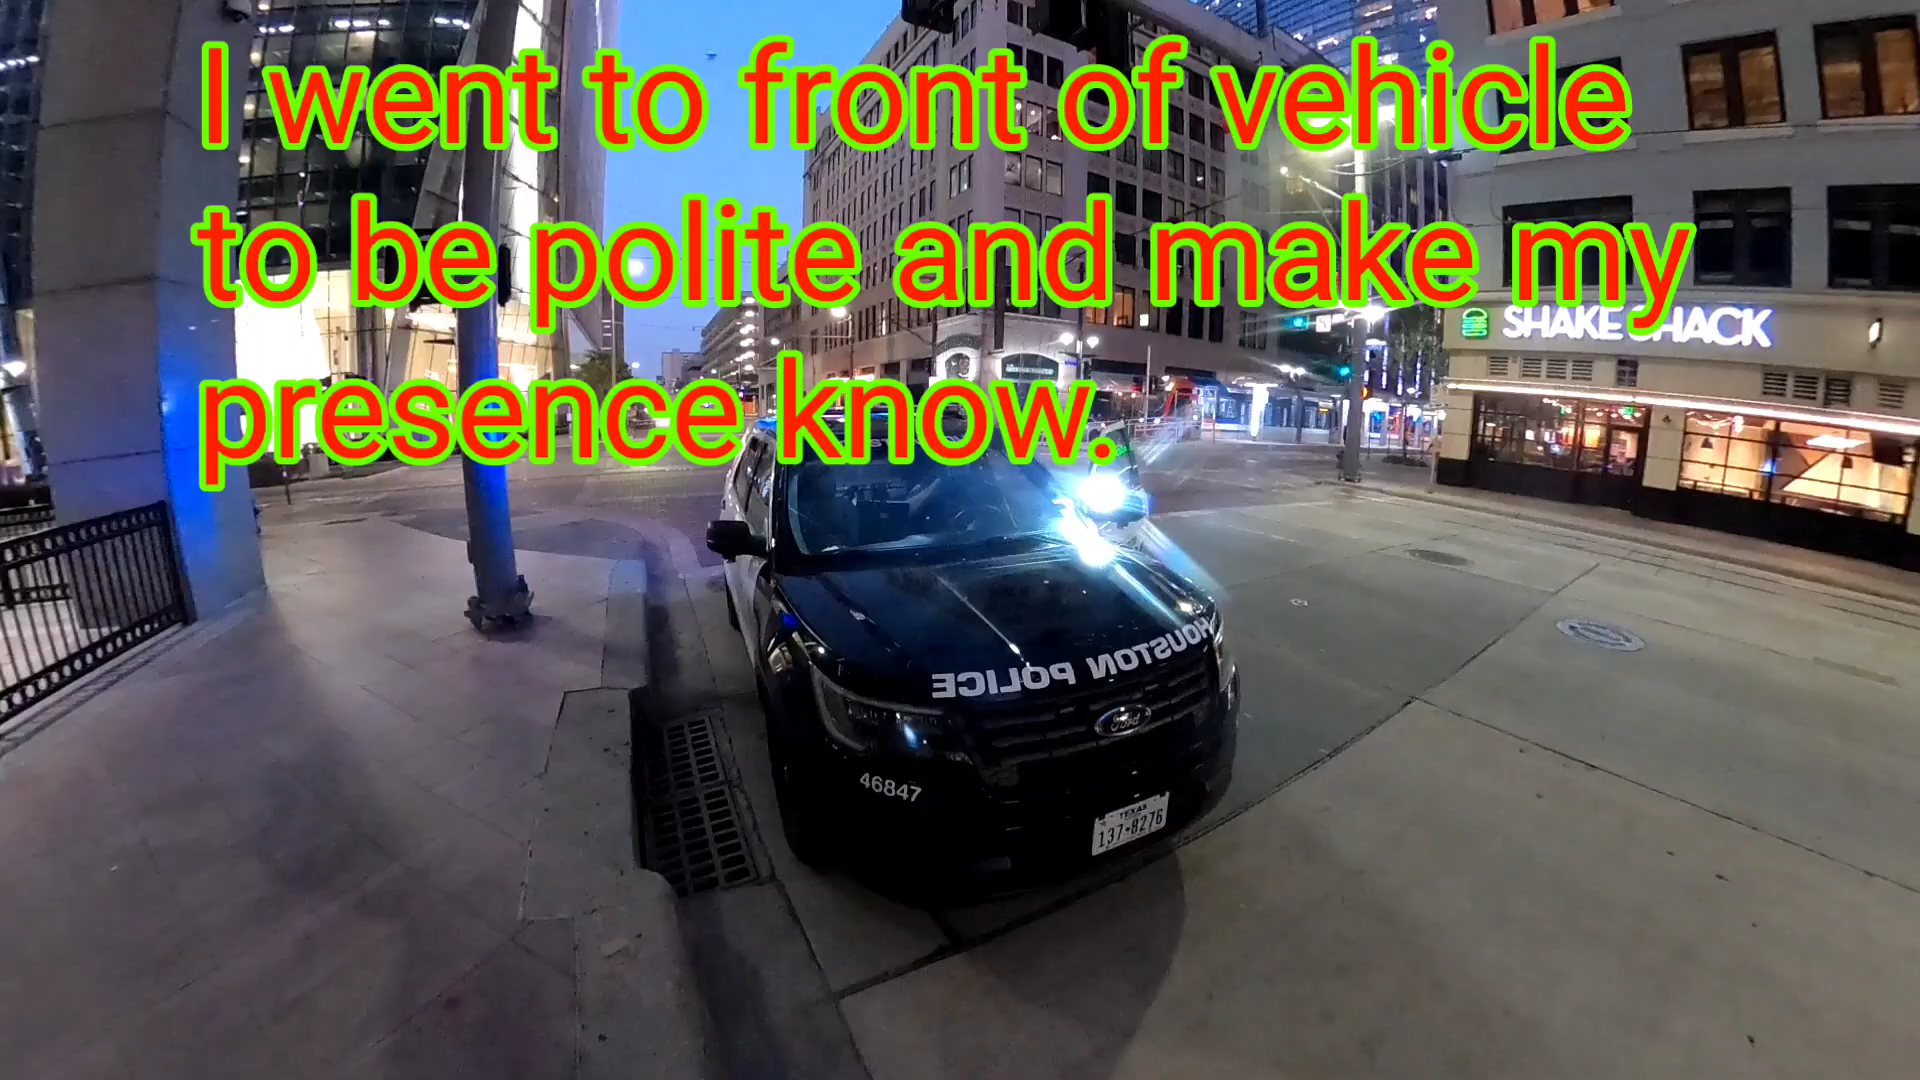 I went to front of vehicle
to be polite and make my
presence know.
SHAKE SHACK
HOUSTON POLICE
Ford
46847
TEXAS
137-8276